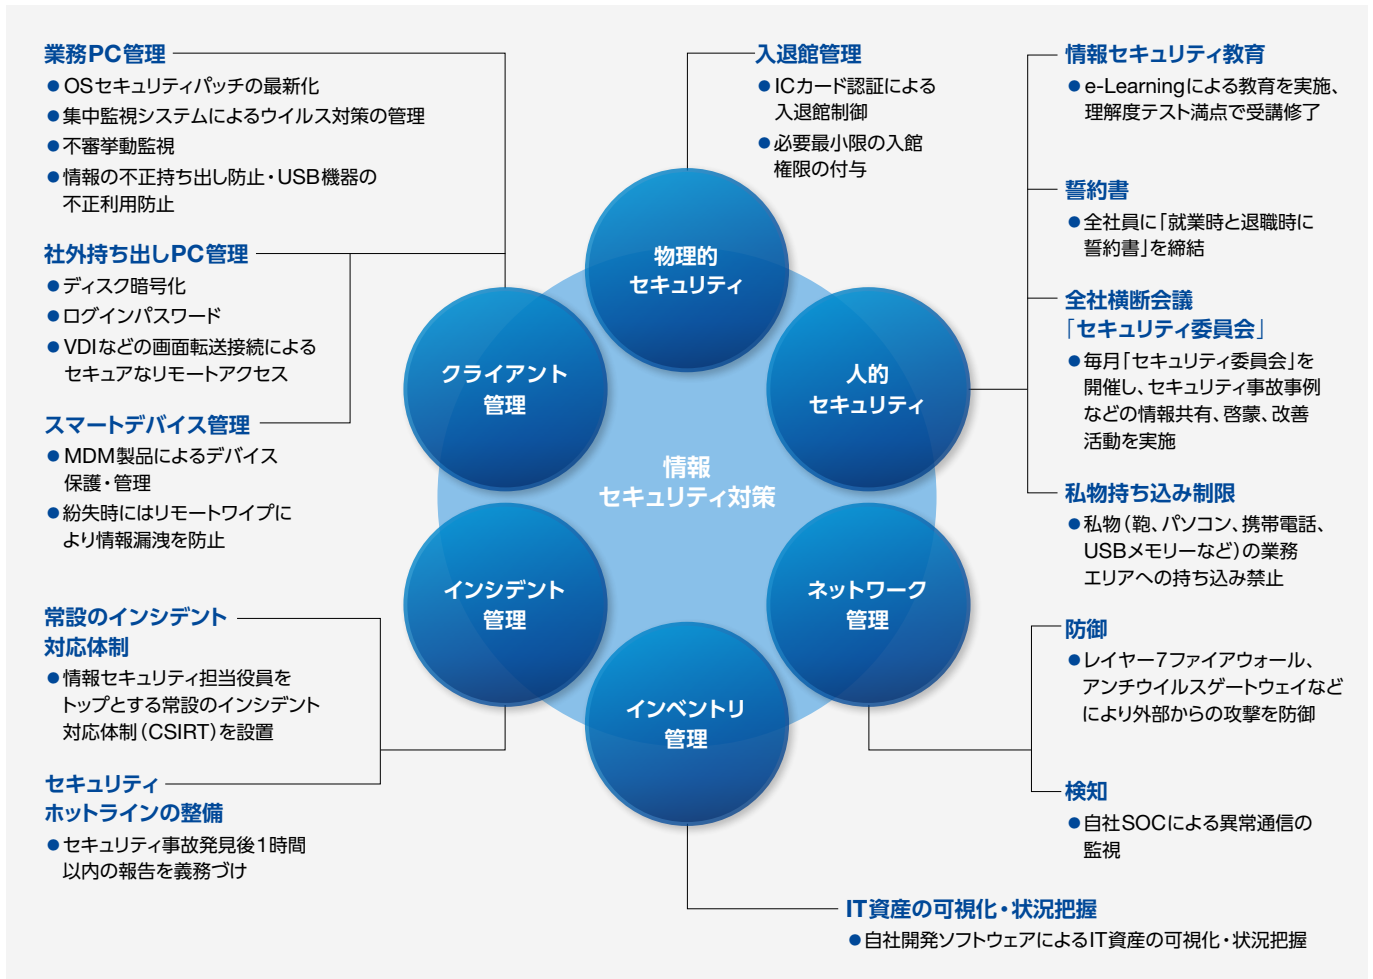 業務PC管理
●OSセキュリティパッチの最新化
●集中監視システムによるウイルス対策の管理
●不審挙動監視
●情報の不正持ち出し防止・USB機器の
不正利用防止
社外持ち出しPC管理
●ディスク暗号化
●ログインパスワード
●VDIなどの画面転送接続による
セキュアなリモートアクセス
スマートデバイス管理
●MDM製品によるデバイス
保護・管理
●紛失時にはリモートワイプに
より情報漏洩を防止
常設のインシデント
対応体制
●情報セキュリティ担当役員を
トップとする常設のインシデント
対応体制(CSIRT)を設置
セキュリティ
ホットラインの整備
●セキュリティ事故発見後1時間
以内の報告を義務づけ
入退館管理
●ICカード認証による
入退館制御
●必要最小限の入館
権限の付与
物理的
セキュリティ
クライアント
管理
人的
セキュリティ
情報
セキュリティ対策
インシデント
管理
ネットワーク
管理
インベントリ
管理
情報セキュリティ教育
●e-Learningによる教育を実施、
理解度テスト満点で受講修了
誓約書
●全社員に「就業時と退職時に
誓約書」を締結
全社横断会議
「セキュリティ委員会」
●毎月「セキュリティ委員会」を
開催し、セキュリティ事故事例
などの情報共有、啓蒙、改善
活動を実施
私物持ち込み制限
●私物(鞄、パソコン、携帯電話、
USBメモリーなど)の業務
エリアへの持ち込み禁止
防御
●レイヤー7ファイアウォール、
アンチウイルスゲートウェイなど
により外部からの攻撃を防御
検知
●自社SOCによる異常通信の
監視
IT資産の可視化・状況把握
●自社開発ソフトウェアによるIT資産の可視化・状況把握